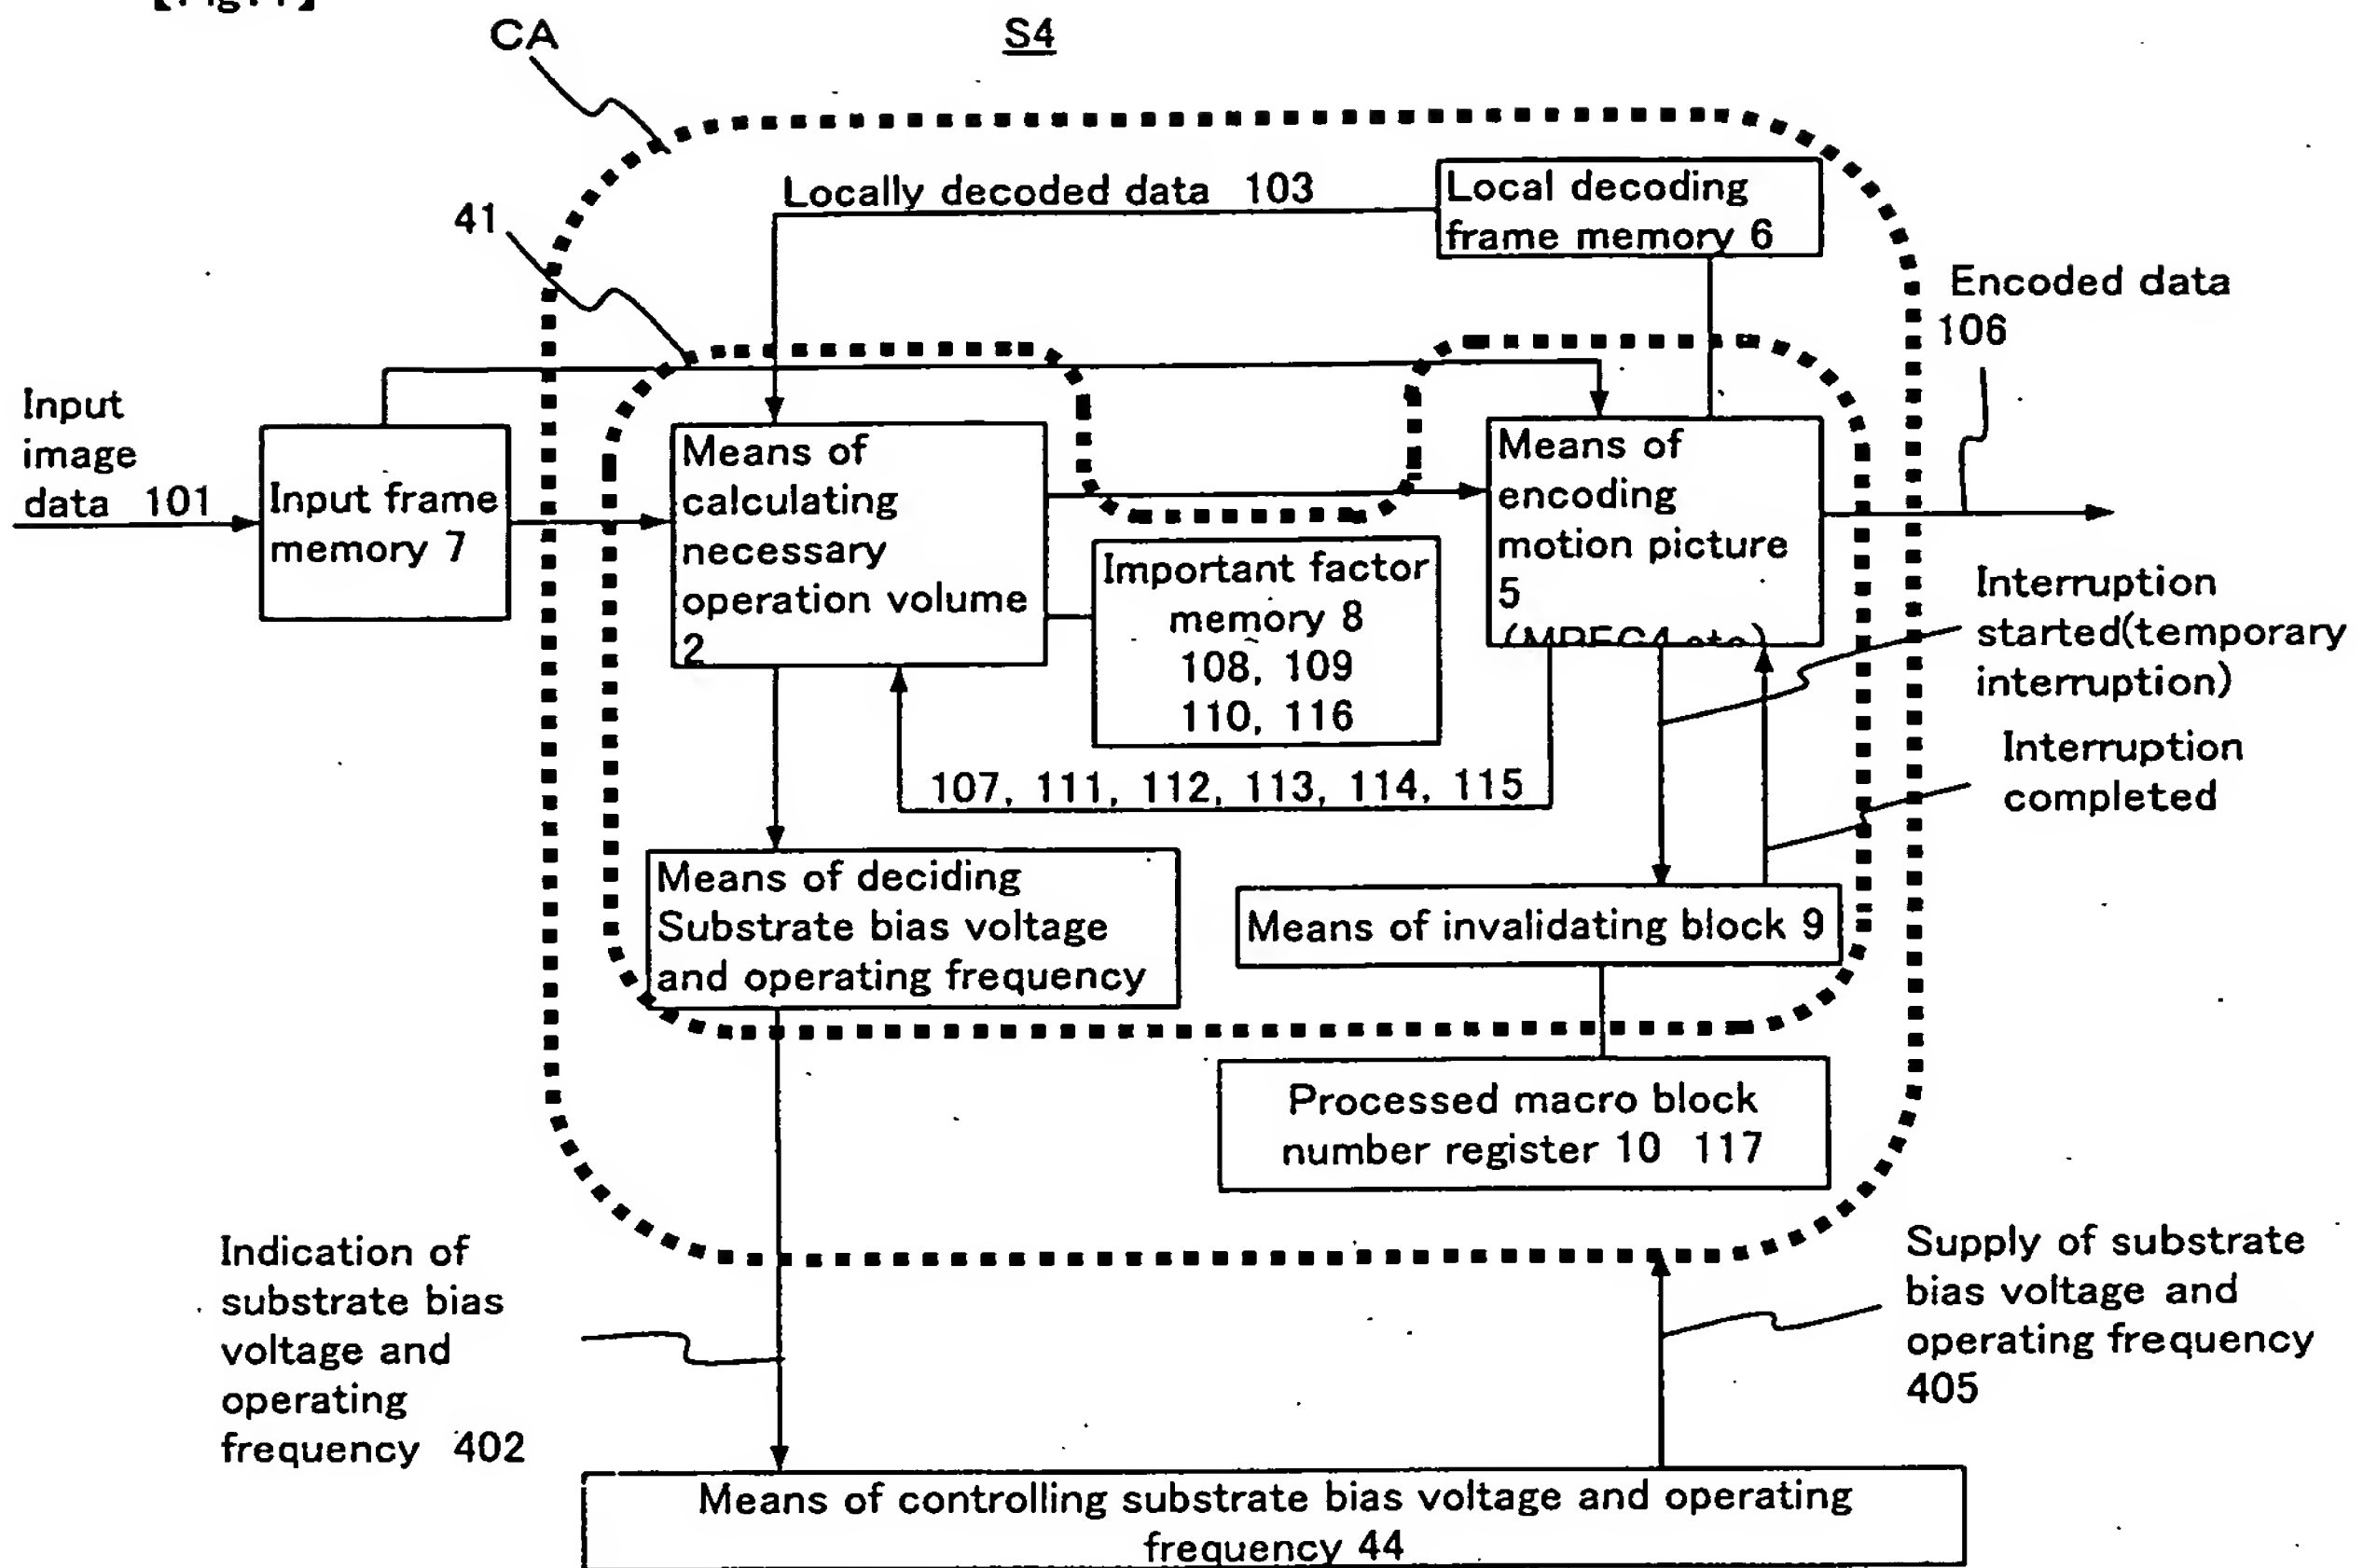 CA
S4
Locally decoded data 103
Local decoding
frame memory 6
41
Encoded data
106
Input
image
data 101
Input frame
memory 7
Means of
calculating
necessary
operation volume
2
Means of
encoding
motion picture
5
Important factor
memory 8
108, 109
110, 116
Interruption
started(temporary
interruption)
107, 111, 112, 113, 114, 115
Interruption
completed
Means of deciding
Substrate bias voltage
and operating frequency
Means of invalidating block 9
Processed macro block
number register 10 117
Indication of
substrate bias
voltage and
operating
frequency 402
Supply of substrate
bias voltage and
operating frequency
405
Means of controlling substrate bias voltage and operating
frequency 44